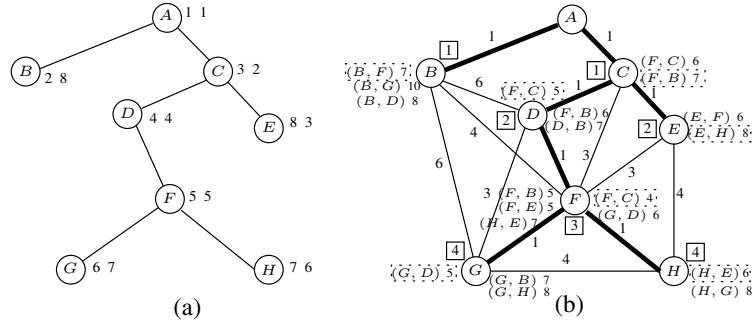 A 1 1
B 2 8
C 3 2
D 4 4
E 8 3
F 5 5
G 6 7
H 7 6
(a)
A
1 1
1
B
(B, F) 7
(B, G) 10
(B, D) 8
1
C
(F, C) 6
(F, B) 7
6
1
1
(F, C) 5
D
(F, B) 6
(D, B) 7
2
2
E
(E, F) 6
(E, H) 8
4
1
3
3
6
3
4
(F, B) 5
(F, E) 5
(H, E) 7
F
(F, C) 4
(G, D) 6
3
1
1
4
(G, D) 5
G
(G, B) 7
(G, H) 8
4
4
H
(H, E) 6
(H, G) 8
(b)